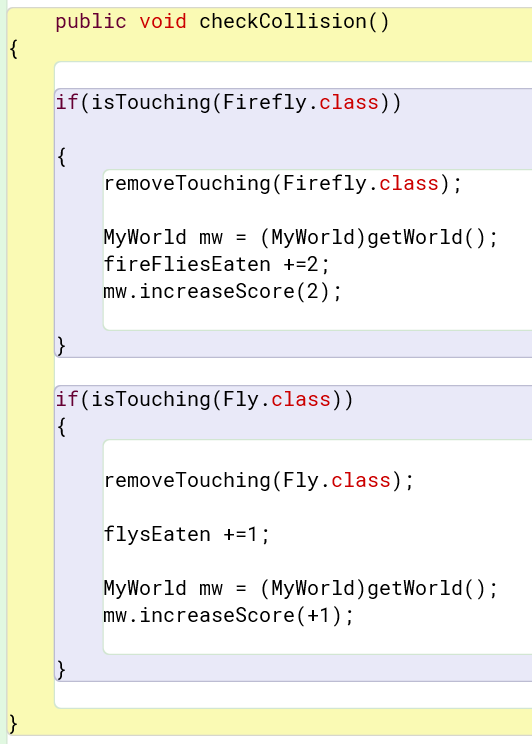 public void checkCollision()
{
if(isTouching(Firefly.class))
{
removeTouching(Firefly.class);
MyWorld mw = (MyWorld)getWorld();
fireFliesEaten +=2;
mw.increaseScore(2);
}
if(isTouching(Fly.class))
{
removeTouching(Fly.class);
flysEaten +=1;
MyWorld mw = (MyWorld)getWorld();
mw.increaseScore(+1);
}
}